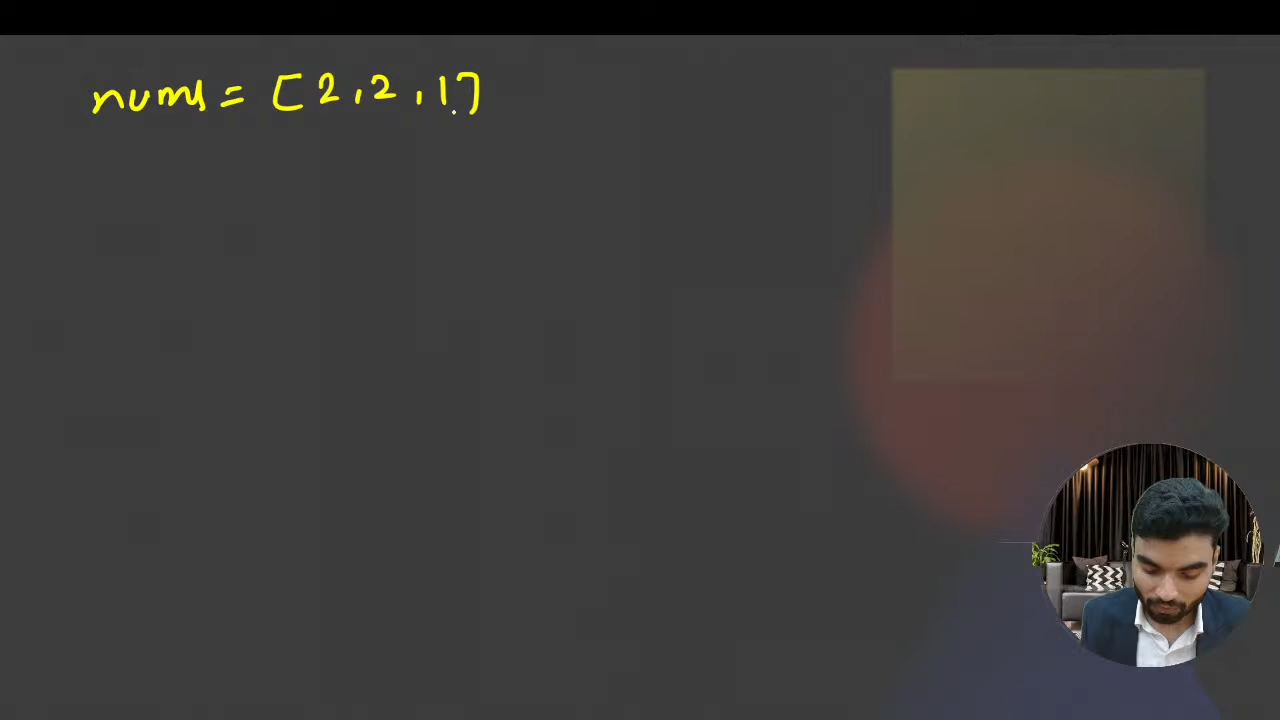 nums = [2,2,1]